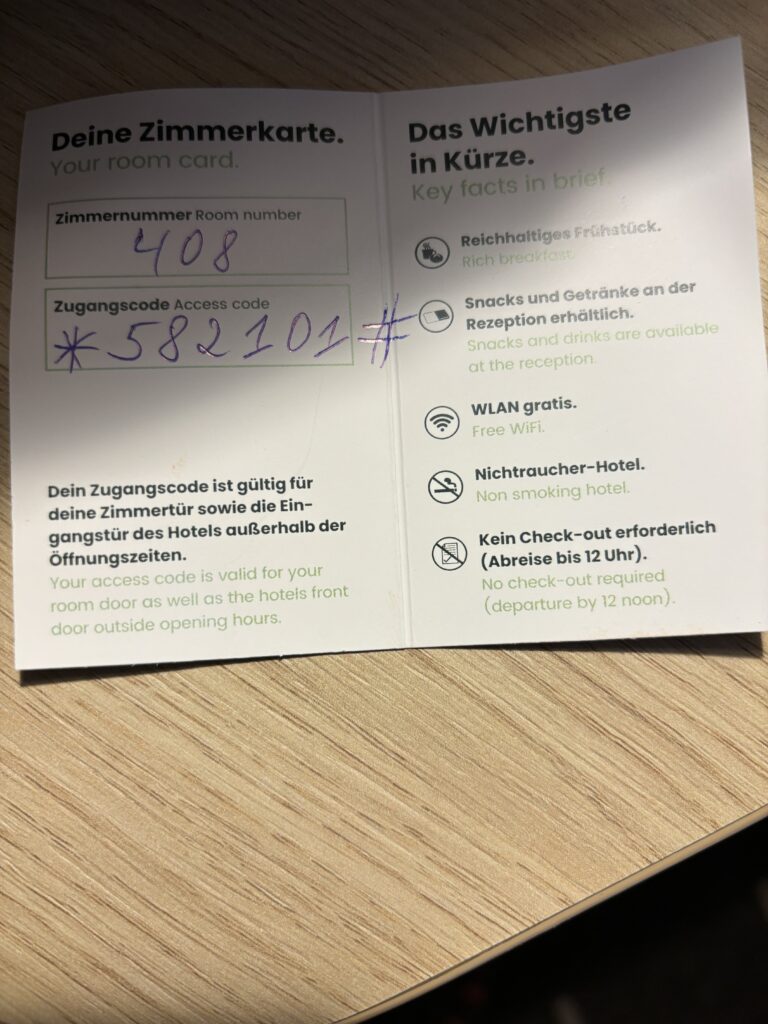 Deine Zimmerkarte.
Your room card.
Zimmernummer Room number
408
Zugangscode Access code
*582101#
Dein Zugangscode ist gültig für
deine Zimmertür sowie die Ein-
gangstür des Hotels außerhalb der
Öffnungszeiten.
Your access code is valid for your
room door as well as the hotels front
door outside opening hours.
Das Wichtigste
in Kürze.
Key facts in brief.
Reichhaltiges Frühstück.
Rich breakfast.
Snacks und Getränke an der
Rezeption erhältlich.
Snacks and drinks are available
at the reception.
WLAN gratis.
Free WiFi.
Nichtraucher-Hotel.
Non smoking hotel.
Kein Check-out erforderlich
(Abreise bis 12 Uhr).
No check-out required
(departure by 12 noon).